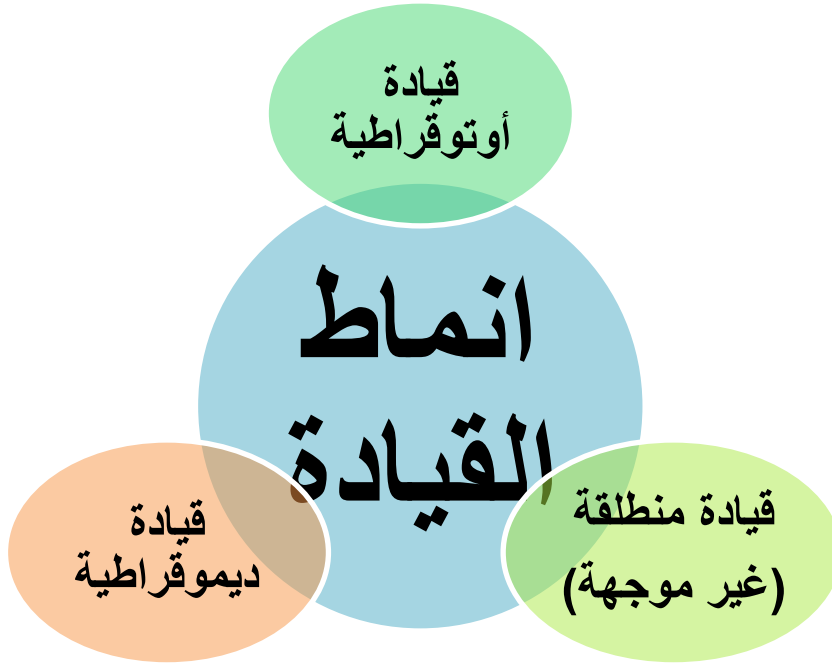 قيادة
أوتوقراطية
انماط
القيادة
قيادة منطلقة
(غير موجهة)
قيادة
ديموقراطية